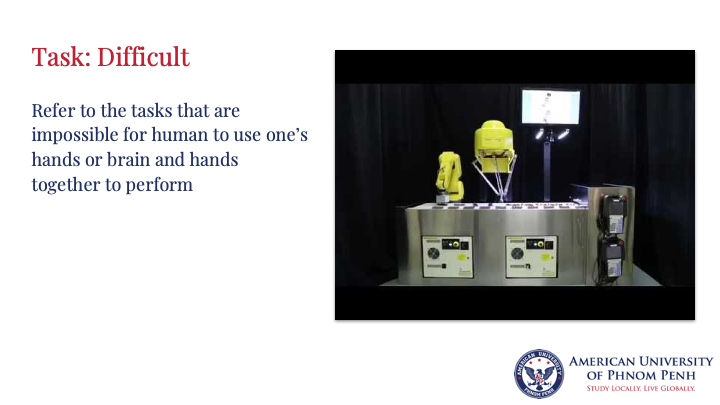 Task: Difficult
Refer to the tasks that are
impossible for human to use one’s
hands or brain and hands
together to perform
AMERICAN UNIVERSITY
OF PHNOM PENH
STUDY LOCALLY. LIVE GLOBALLY.